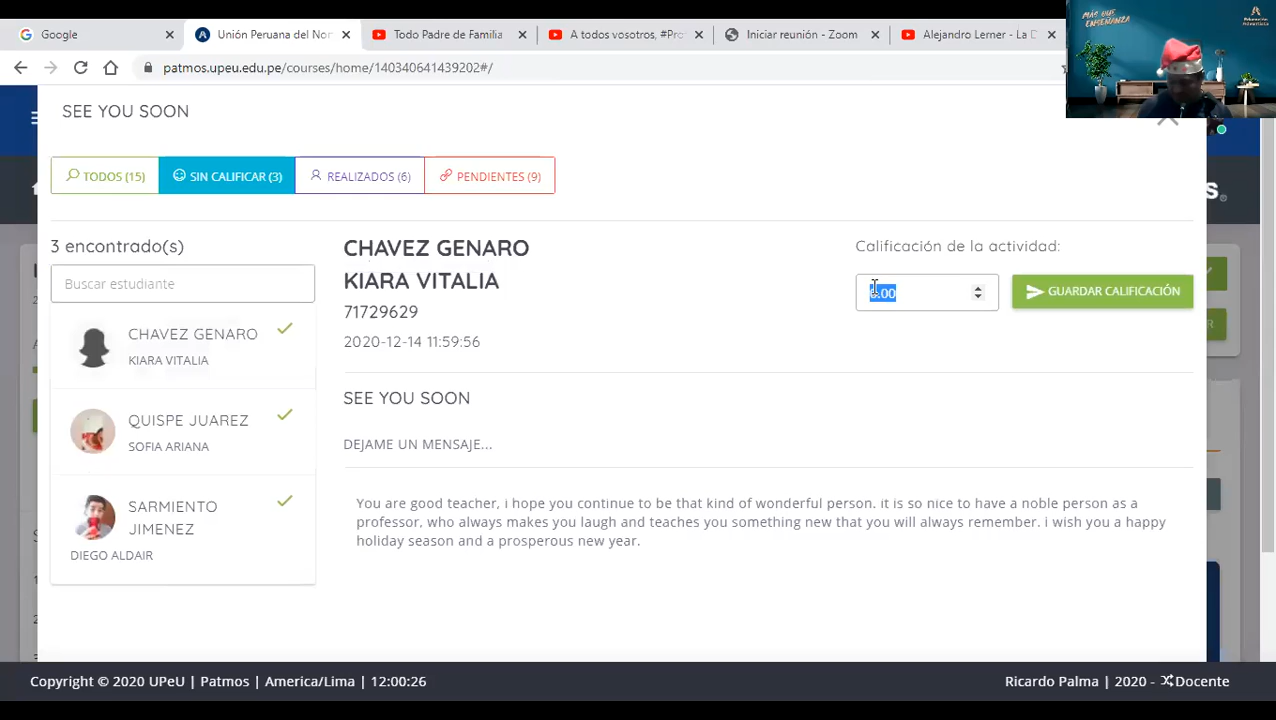 MÁS QUE
ENSEÑANZA
Google
Unión Peruana del Nor
Todo Padre de Familia
A todos vosotros, #Pro
Iniciar reunión - Zoom
Alejandro Lerner - La D
patmos.upeu.edu.pe/courses/home/140340641439202#/
SEE YOU SOON
TODOS (15)
SIN CALIFICAR (3)
REALIZADOS (6)
PENDIENTES (9)
3 encontrado(s)
Buscar estudiante
CHAVEZ GENARO
KIARA VITALIA
QUISPE JUAREZ
SOFIA ARIANA
SARMIENTO
JIMENEZ
DIEGO ALDAIR
CHAVEZ GENARO
KIARA VITALIA
71729629
2020-12-14 11:59:56
Calificación de la actividad:
0.00
GUARDAR CALIFICACIÓN
SEE YOU SOON
DEJAME UN MENSAJE...
You are good teacher, i hope you continue to be that kind of wonderful person. it is so nice to have a noble person as a
professor, who always makes you laugh and teaches you something new that you will always remember. i wish you a happy
holiday season and a prosperous new year.
Copyright © 2020 UPeU | Patmos | America/Lima | 12:00:26
Ricardo Palma | 2020 - Docente